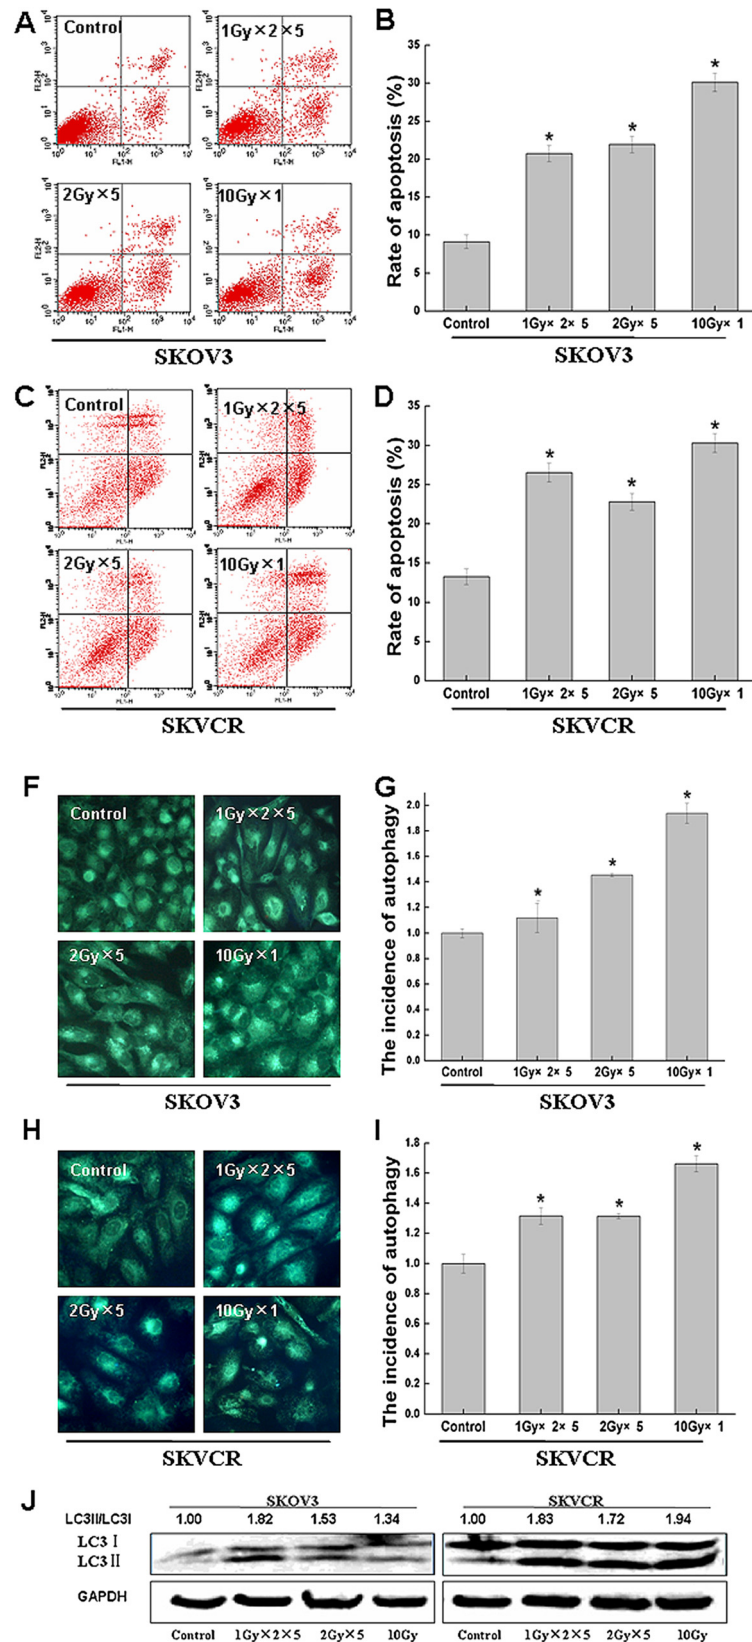 A
Control
1Gy×2×5
FL2-H
10⁰ 10¹ 10² 10³ 10⁴
FL1-H
2Gy×5
10Gy×1
SKOV3
B
Rate of apoptosis (%)
35
30
25
20
15
10
5
0
*
*
*
Control 1Gy× 2× 5 2Gy× 5 10Gy× 1
SKOV3
C
Control
1Gy×2×5
2Gy×5
10Gy×1
SKVCR
D
Rate of apoptosis (%)
35
30
25
20
15
10
5
0
*
*
*
Control 1Gy× 2× 5 2Gy× 5 10Gy× 1
SKVCR
F
Control
1Gy×2×5
2Gy×5
10Gy×1
SKOV3
G
The incidence of autophagy
2.0
1.8
1.6
1.4
1.2
1.0
0.8
0.6
0.4
0.2
0.0
*
*
*
Control 1Gy× 2× 5 2Gy× 5 10Gy× 1
SKOV3
H
Control
1Gy×2×5
2Gy×5
10Gy×1
SKVCR
I
The incidence of autophagy
1.8
1.6
1.4
1.2
1.0
0.8
0.6
0.4
0.2
0.0
*
*
*
Control 1Gy× 2× 5 2Gy× 5 10Gy× 1
SKVCR
J
SKOV3 SKVCR
LC3II/LC3I 1.00 1.82 1.53 1.34 1.00 1.83 1.72 1.94
LC3Ⅰ
LC3Ⅱ
GAPDH
Control 1Gy×2×5 2Gy×5 10Gy Control 1Gy×2×5 2Gy×5 10Gy